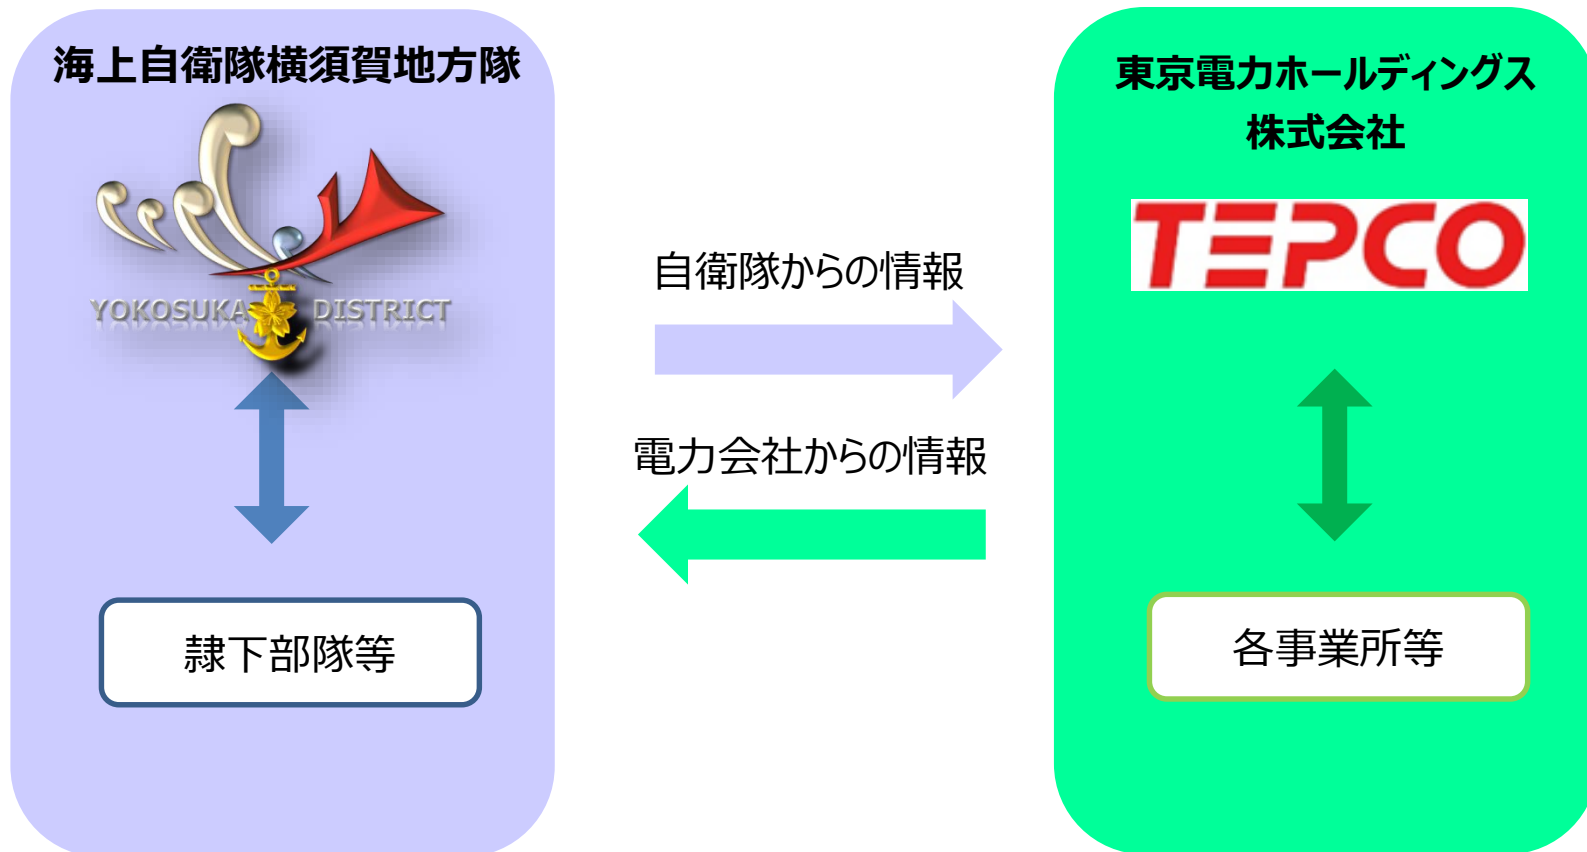 海上自衛隊横須賀地方隊
YOKOSUKA DISTRICT
隷下部隊等
自衛隊からの情報
電力会社からの情報
東京電力ホールディングス
株式会社
TEPCO
各事業所等